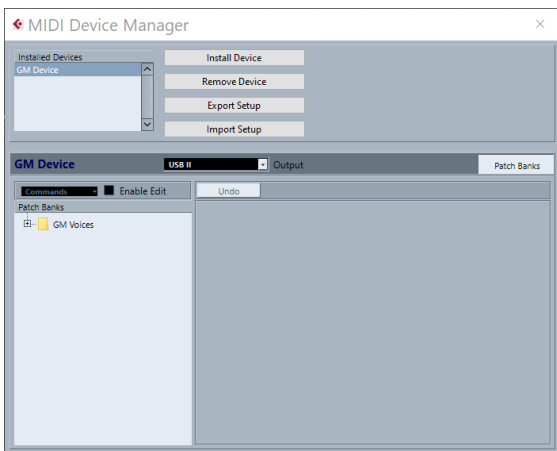 MIDI Device Manager
Installed Devices
GM Device
Install Device
Remove Device
Export Setup
Import Setup
GM Device
USB II
Output
Patch Banks
Commands
Enable Edit
Undo
Patch Banks
GM Voices